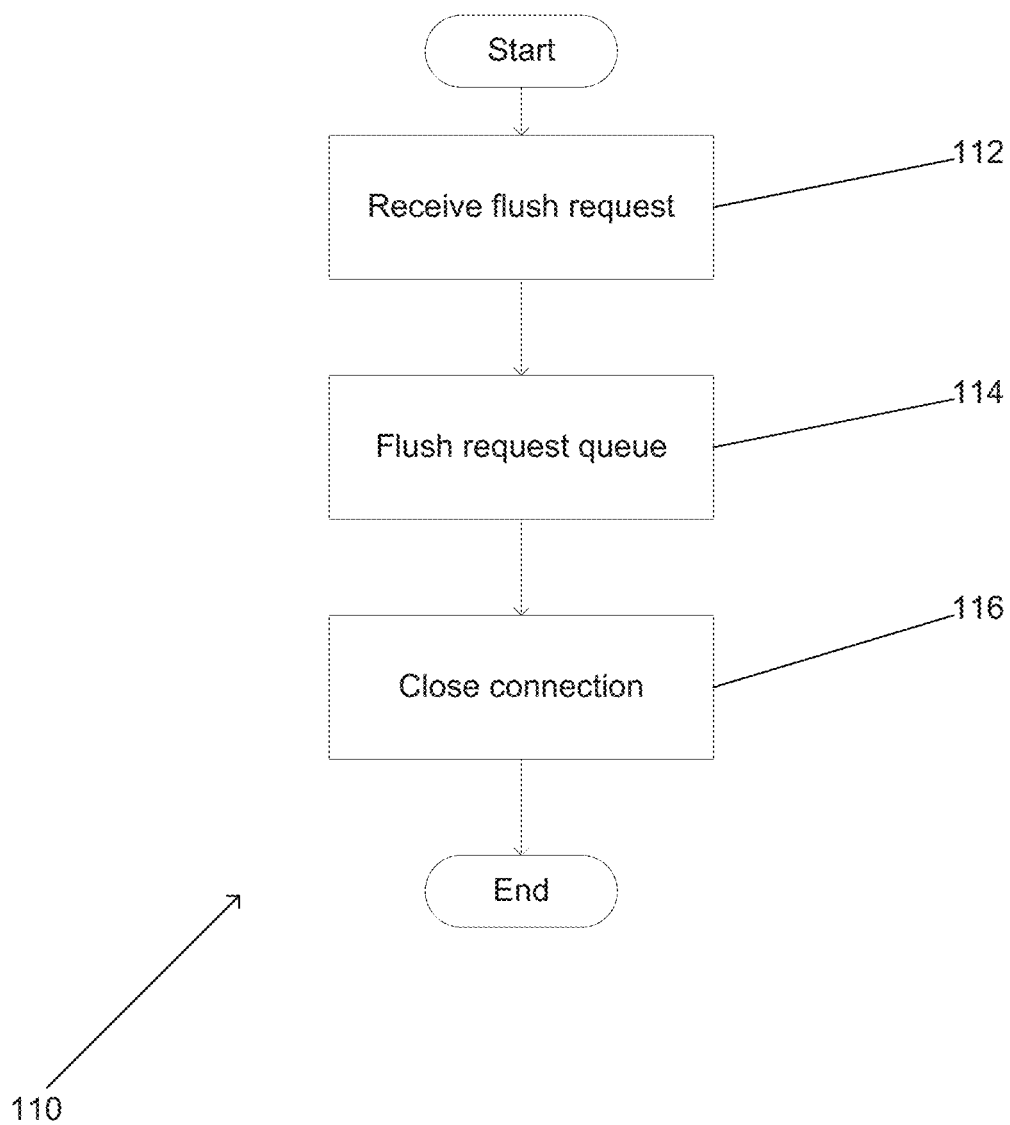 Start
Receive flush request
112
Flush request queue
114
Close connection
116
End
110